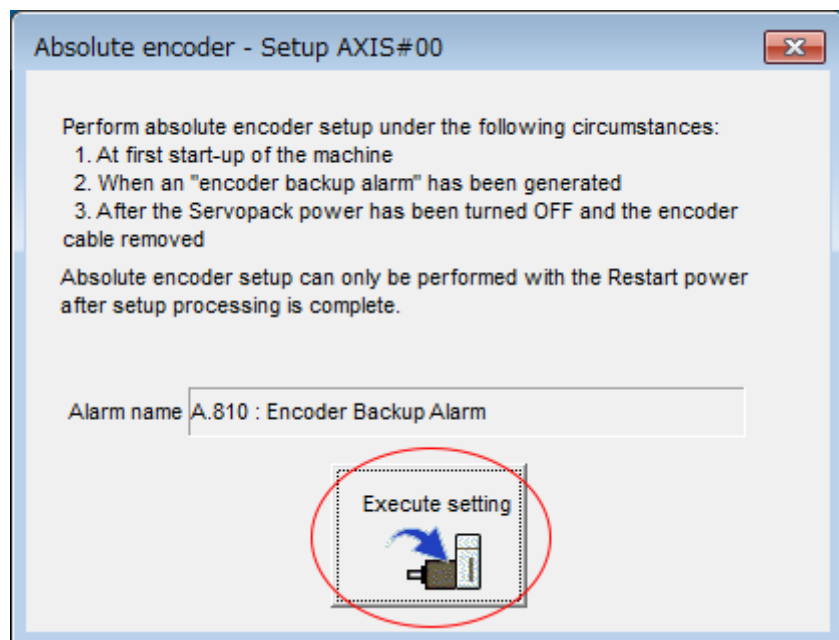 Absolute encoder - Setup AXIS#00
Perform absolute encoder setup under the following circumstances:
1. At first start-up of the machine
2. When an "encoder backup alarm" has been generated
3. After the Servopack power has been turned OFF and the encoder
cable removed
Absolute encoder setup can only be performed with the Restart power
after setup processing is complete.
Alarm name A.810 : Encoder Backup Alarm
Execute setting